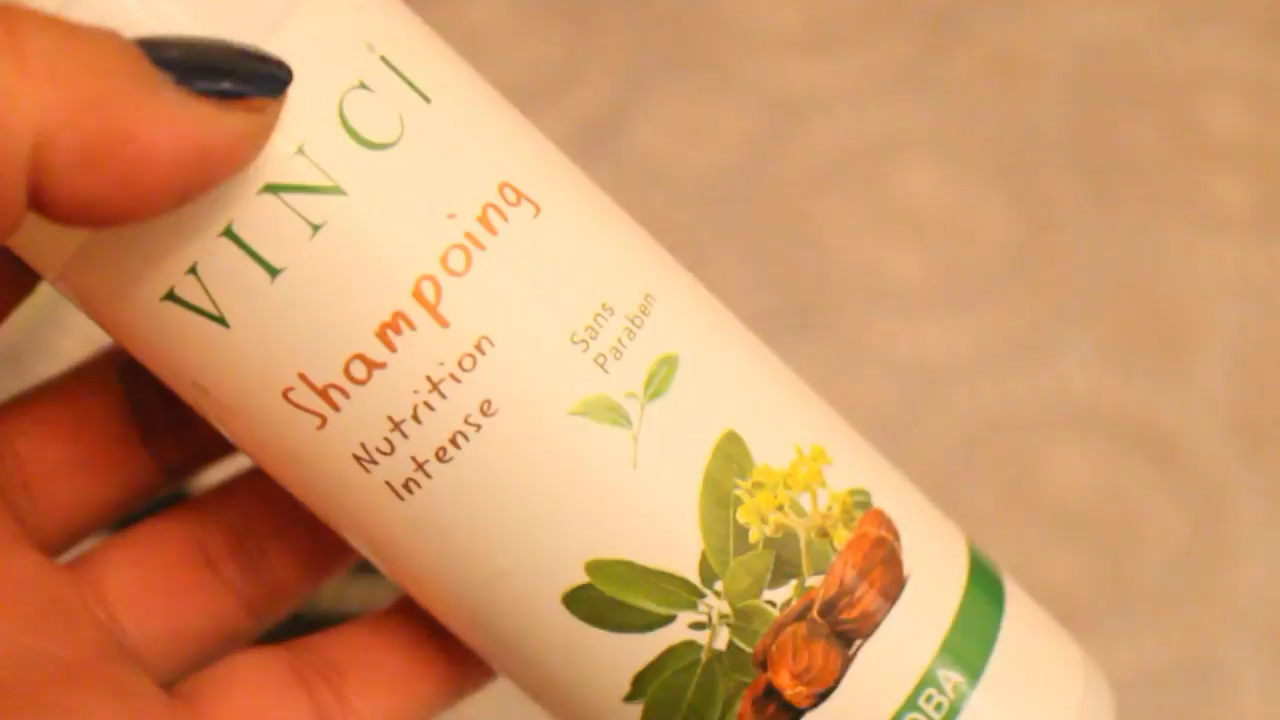 VINCi
Shampoing
Nutrition
Intense
Sans
Paraben